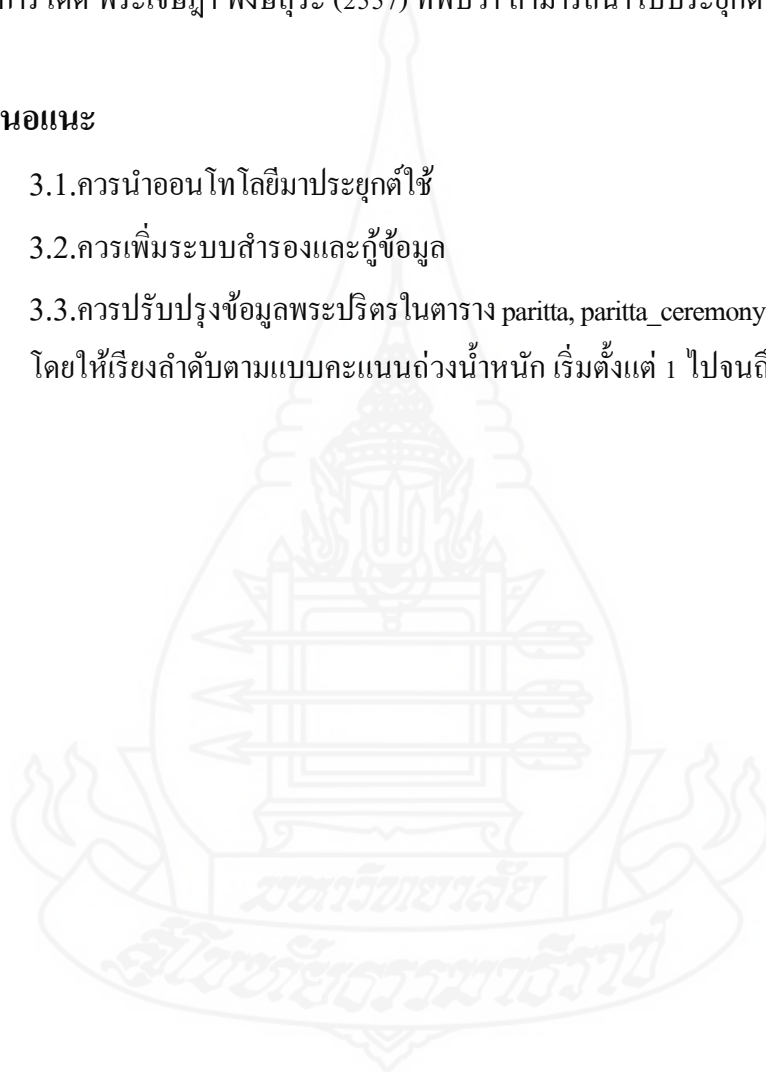 (2557)
นอแนะ
3.1.ควรนำออนโทโลยีมาประยุกต์ใช้
3.2.ควรเพิ่มระบบสำรองและกู้ข้อมูล
3.3.ควรปรับปรุงข้อมูลพระปริตรในตาราง paritta, paritta_ceremony
โดยให้เรียงลำดับตามแบบคะแนนถ่วงน้ำหนัก เริ่มตั้งแต่ 1 ไปจนถึ
มหาวิทยาลัย
สุโขทัยธรรมาธิราช